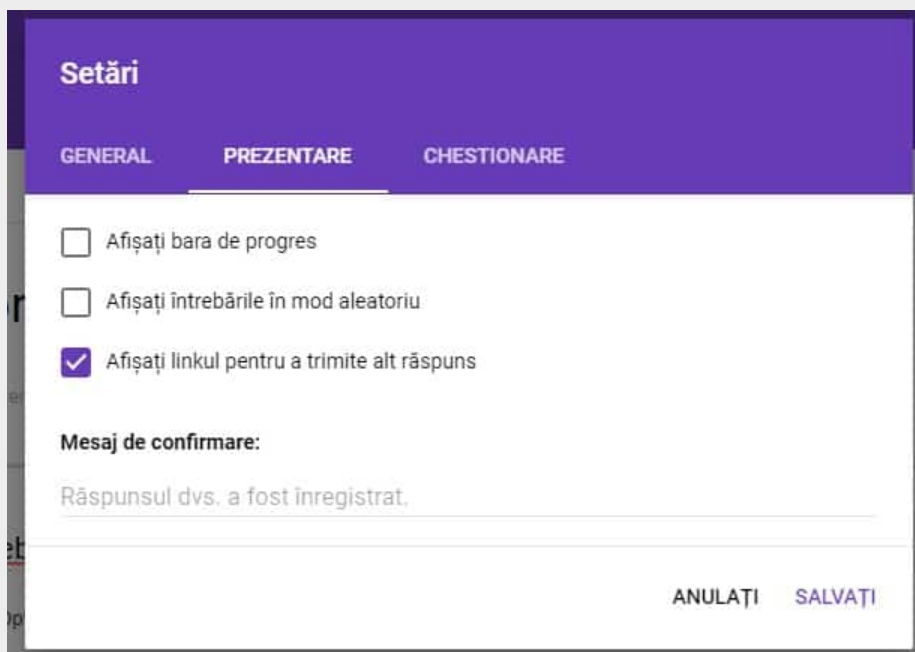 Setări
GENERAL PREZENTARE CHESTIONARE
Afișați bara de progres
Afișați întrebările în mod aleatoriu
Afișați linkul pentru a trimite alt răspuns
Mesaj de confirmare:
Răspunsul dvs. a fost înregistrat.
ANULAȚI SALVAȚI